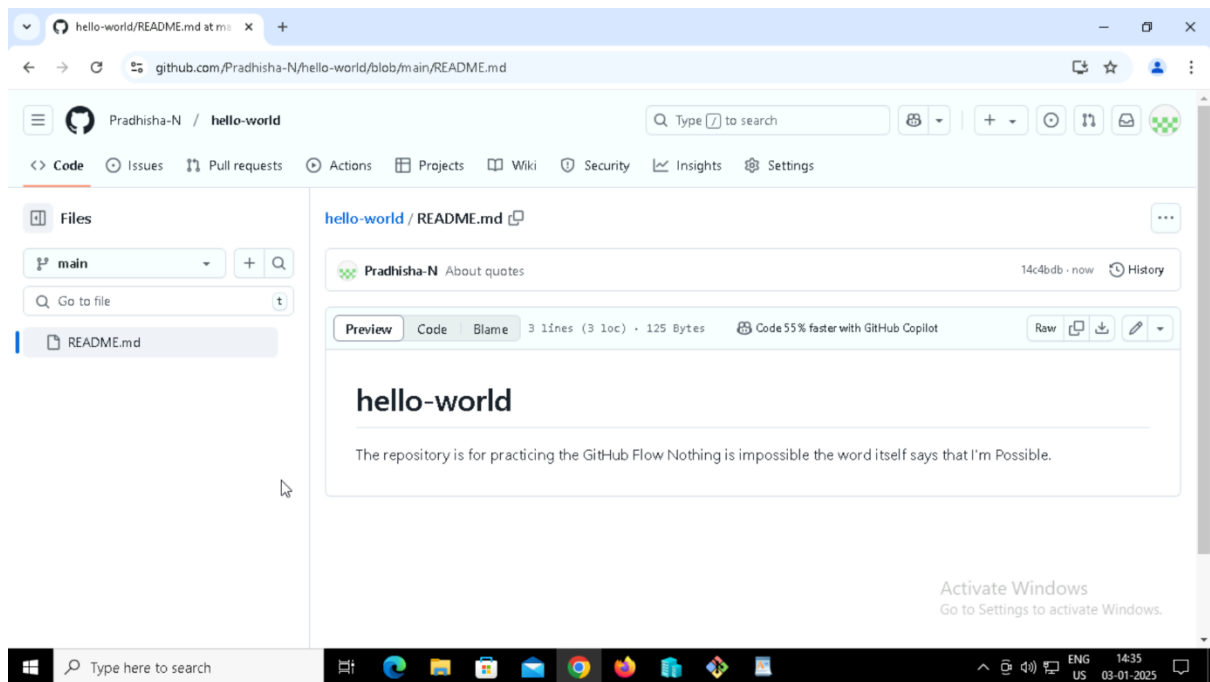 hello-world/README.md at ma
github.com/Pradhisha-N/hello-world/blob/main/README.md
Pradhisha-N / hello-world
Type / to search
Code Issues Pull requests Actions Projects Wiki Security Insights Settings
Files
hello-world / README.md
main
Pradhisha-N About quotes 14c4bdb · now History
Go to file t
Preview Code Blame 3 lines (3 loc) · 125 Bytes Code 55% faster with GitHub Copilot Raw
README.md
hello-world
The repository is for practicing the GitHub Flow Nothing is impossible the word itself says that I'm Possible.
Activate Windows
Go to Settings to activate Windows.
Type here to search
ENG 14:35
US 03-01-2025